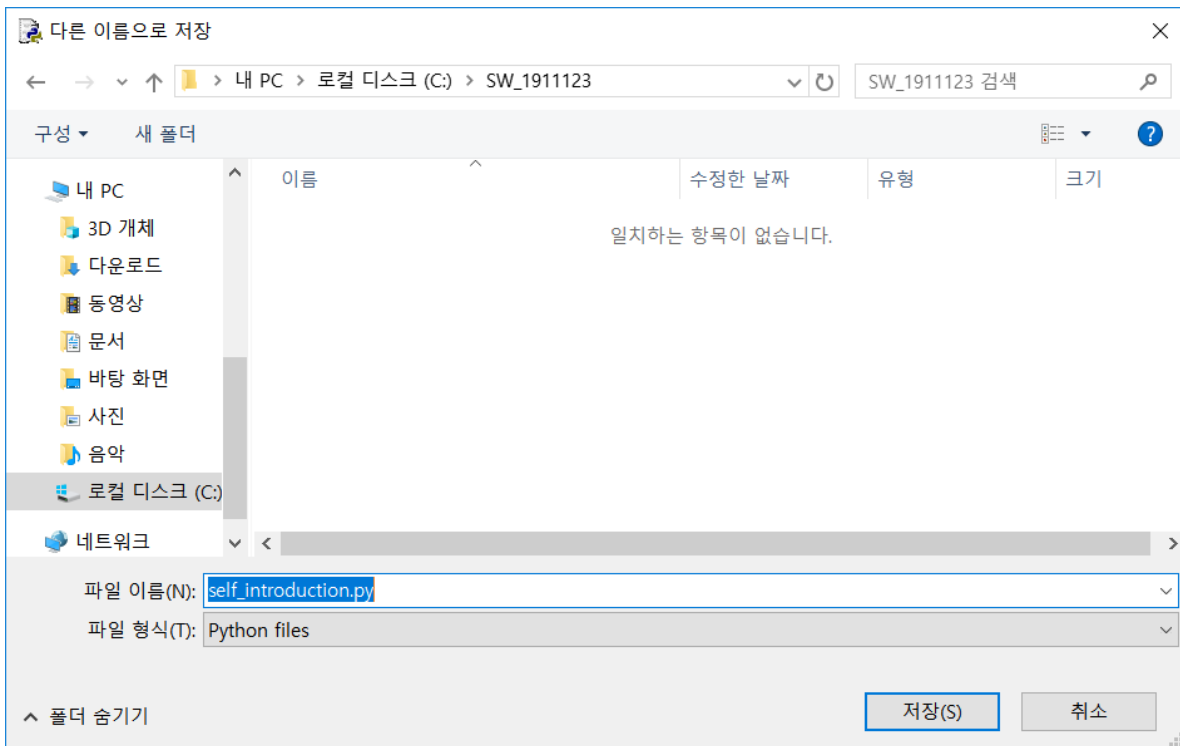 다른 이름으로 저장
내 PC > 로컬 디스크 (C:) > SW_1911123
SW_1911123 검색
구성
새 폴더
이름
수정한 날짜
유형
크기
내 PC
3D 개체
다운로드
동영상
문서
바탕 화면
사진
음악
로컬 디스크 (C:)
네트워크
일치하는 항목이 없습니다.
파일 이름(N): self_introduction.py
파일 형식(T): Python files
폴더 숨기기
저장(S)
취소